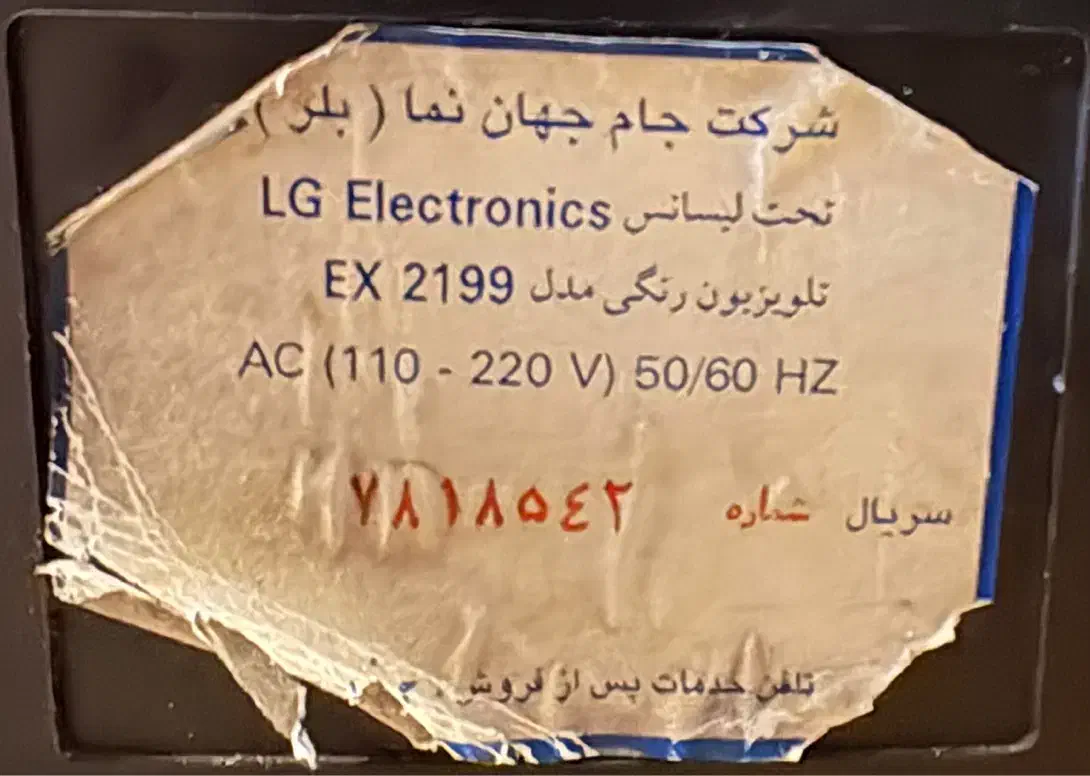 شرکت جام جهان نما ( بلر )
تحت لیسانس LG Electronics
تلویزیون رنگی مدل EX 2199
AC (110 - 220 V) 50/60 HZ
سریال شماره ۷۸۱۸۵٤۲
تلفن خدمات پس از فروش